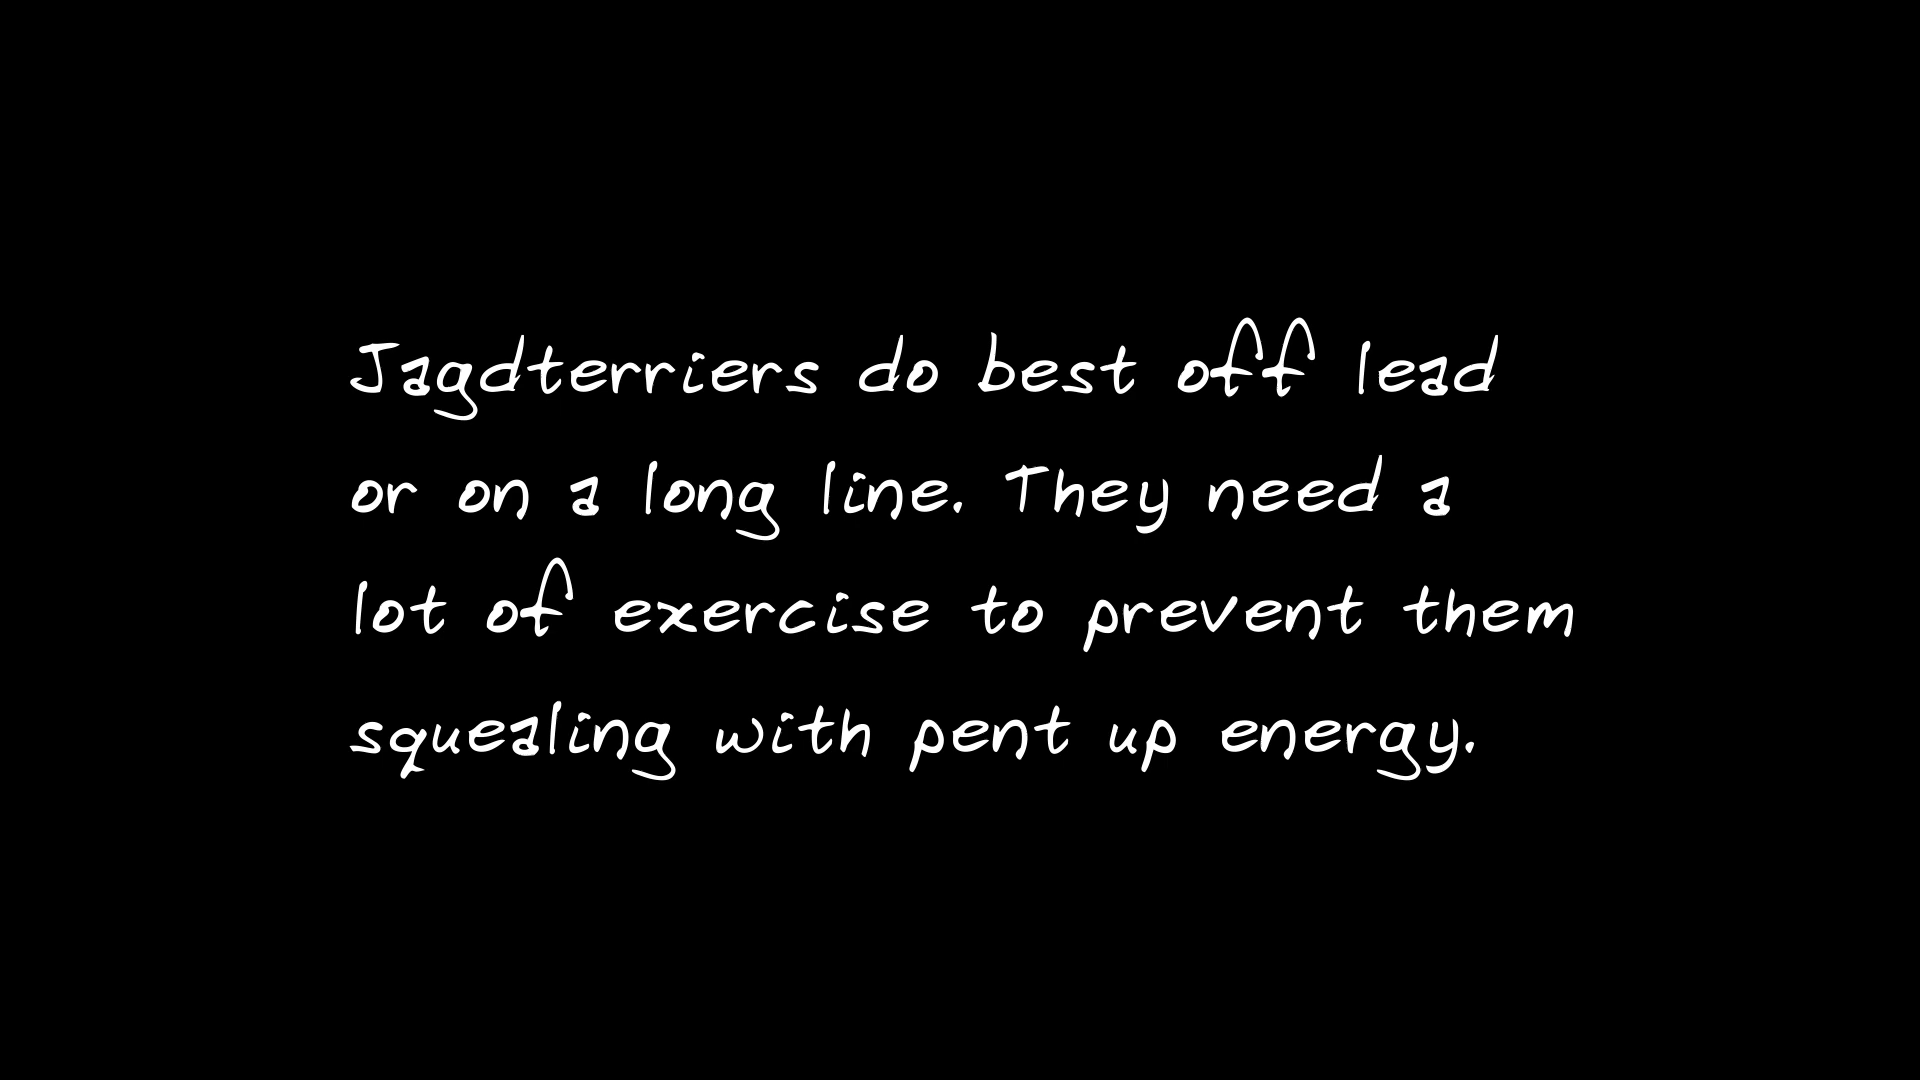 Jagdterriers do best off lead
or on a long line. They need a
lot of exercise to prevent them
squealing with pent up energy.